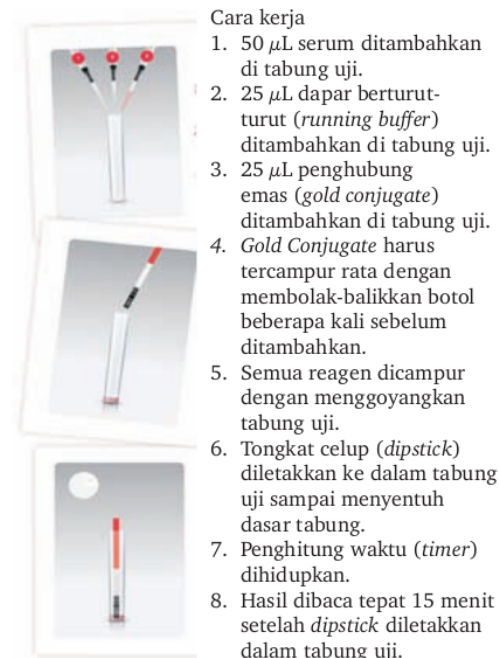 Cara kerja
1. 50 μL serum ditambahkan
di tabung uji.
2. 25 μL dapar berturut-
turut (running buffer)
ditambahkan di tabung uji.
3. 25 μL penghubung
emas (gold conjugate)
ditambahkan di tabung uji.
4. Gold Conjugate harus
tercampur rata dengan
membolak-balikkan botol
beberapa kali sebelum
ditambahkan.
5. Semua reagen dicampur
dengan menggoyangkan
tabung uji.
6. Tongkat celup (dipstick)
diletakkan ke dalam tabung
uji sampai menyentuh
dasar tabung.
7. Penghitung waktu (timer)
dihidupkan.
8. Hasil dibaca tepat 15 menit
setelah dipstick diletakkan
dalam tabung uji.